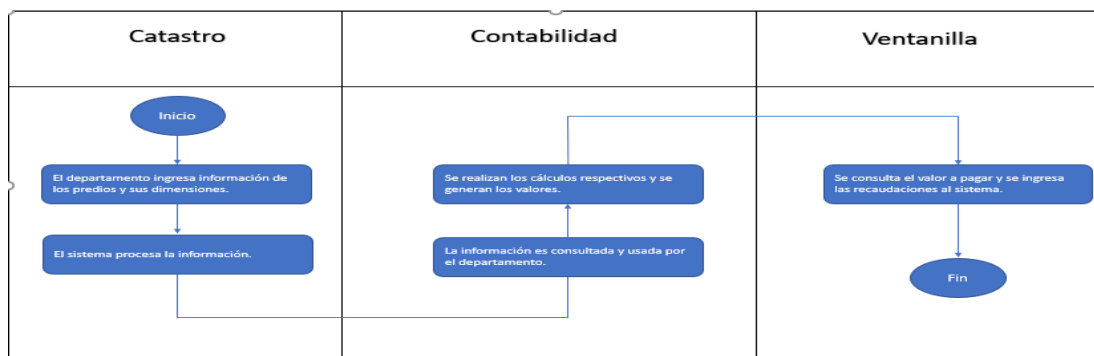 Catastro
Contabilidad
Ventanilla
Inicio
El departamento ingresa información de
los predios y sus dimensiones.
El sistema procesa la información.
Se realizan los cálculos respectivos y se
generan los valores.
La información es consultada y usada por
el departamento.
Se consulta el valor a pagar y se ingresa
las recaudaciones al sistema.
Fin